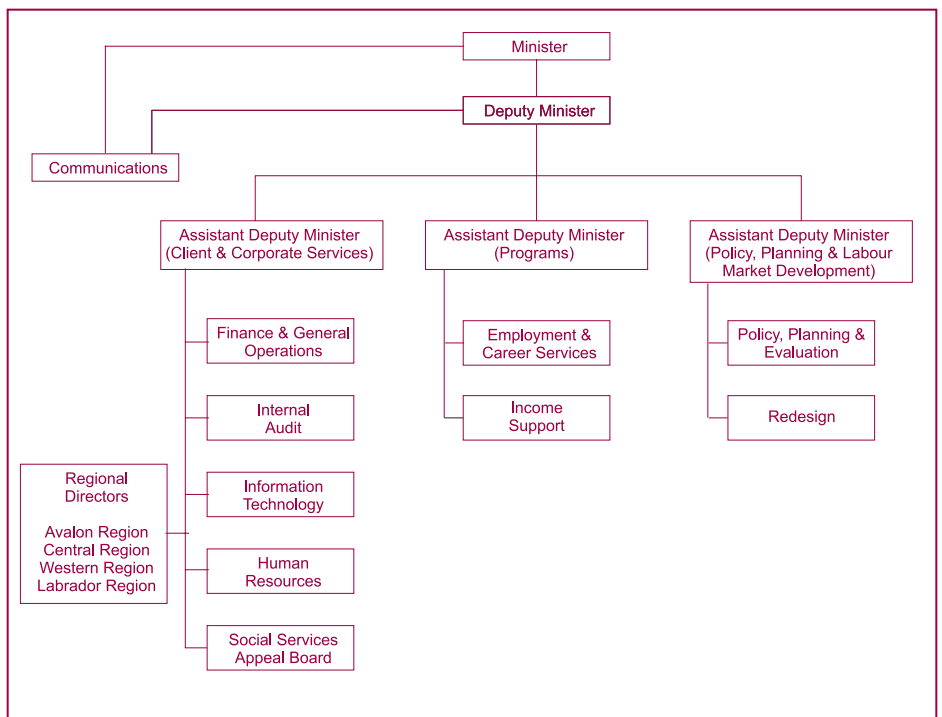 Minister
Deputy Minister
Communications
Assistant Deputy Minister
(Client & Corporate Services)
Assistant Deputy Minister
(Programs)
Assistant Deputy Minister
(Policy, Planning & Labour
Market Development)
Finance & General
Operations
Internal
Audit
Information
Technology
Human
Resources
Social Services
Appeal Board
Regional
Directors
Avalon Region
Central Region
Western Region
Labrador Region
Employment &
Career Services
Income
Support
Policy, Planning &
Evaluation
Redesign